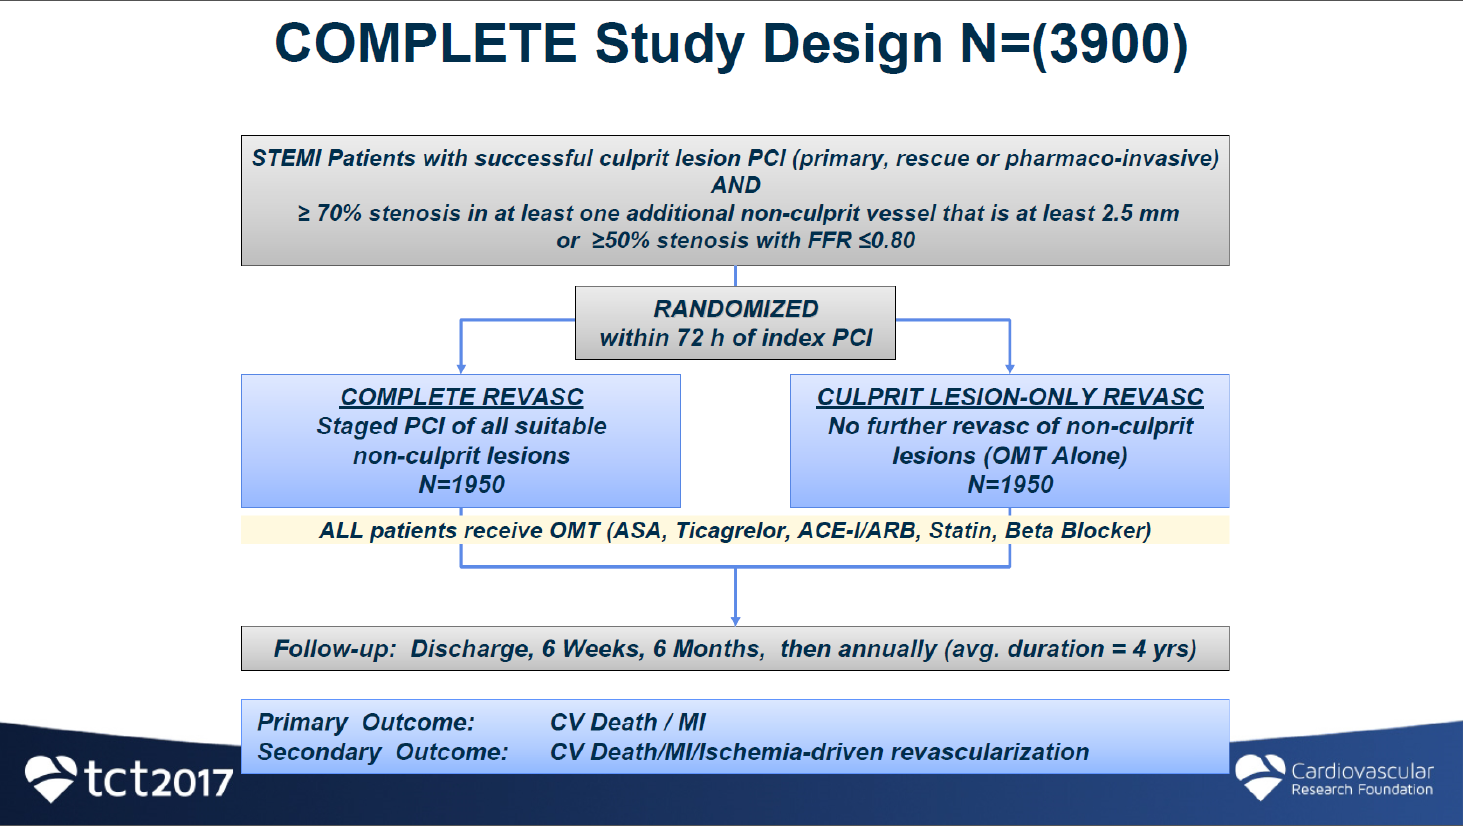 COMPLETE Study Design N=(3900)
STEMI Patients with successful culprit lesion PCI (primary, rescue or pharmaco-invasive)
AND
≥ 70% stenosis in at least one additional non-culprit vessel that is at least 2.5 mm
or ≥50% stenosis with FFR ≤0.80
RANDOMIZED
within 72 h of index PCI
COMPLETE REVASC
Staged PCI of all suitable
non-culprit lesions
N=1950
CULPRIT LESION-ONLY REVASC
No further revasc of non-culprit
lesions (OMT Alone)
N=1950
ALL patients receive OMT (ASA, Ticagrelor, ACE-I/ARB, Statin, Beta Blocker)
Follow-up: Discharge, 6 Weeks, 6 Months, then annually (avg. duration = 4 yrs)
Primary Outcome: CV Death / MI
Secondary Outcome: CV Death/MI/Ischemia-driven revascularization
tct2017
Cardiovascular
Research Foundation